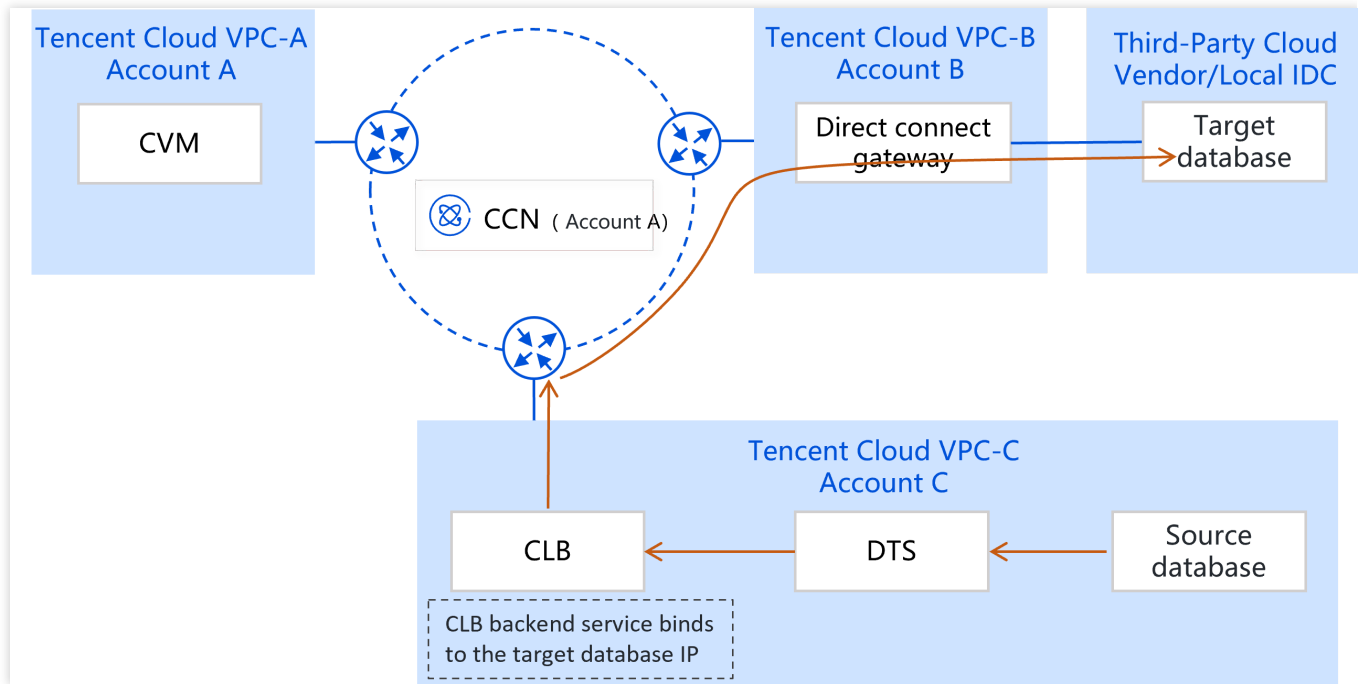 Tencent Cloud VPC-A
Account A
CVM
CCN ( Account A)
Tencent Cloud VPC-B
Account B
Direct connect
gateway
Third-Party Cloud
Vendor/Local IDC
Target
database
Tencent Cloud VPC-C
Account C
CLB
DTS
Source
database
CLB backend service binds
to the target database IP